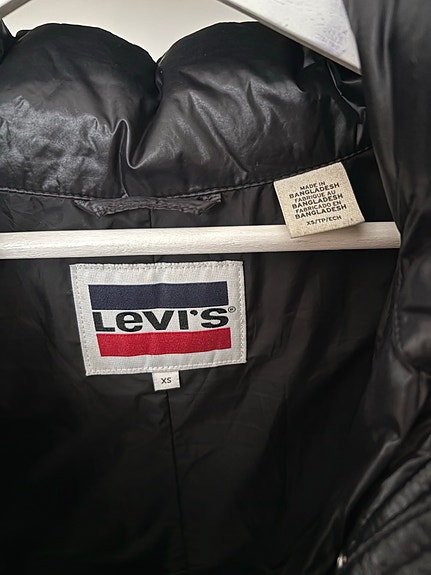 MADE IN
BANGLADESH
FABRIQUÉ AU
BANGLADESH
FABRICADO EN
BANGLADESH
XS/TP/ECH
LEVI'S®
XS